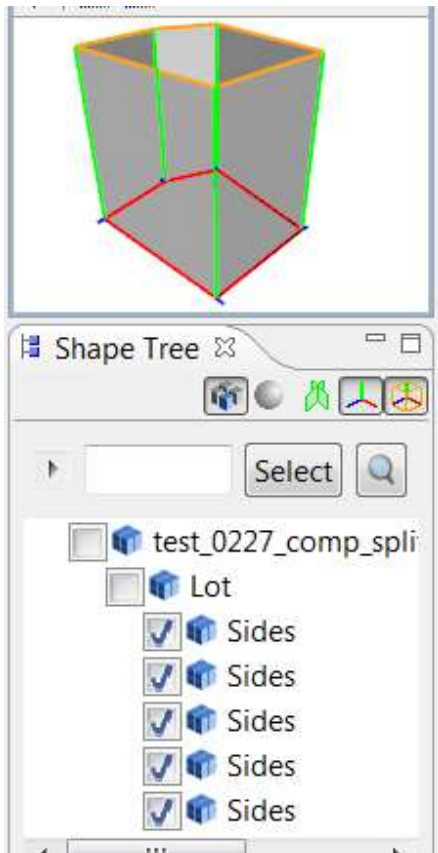 Shape Tree
Select
test_0227_comp_spli
Lot
Sides
Sides
Sides
Sides
Sides